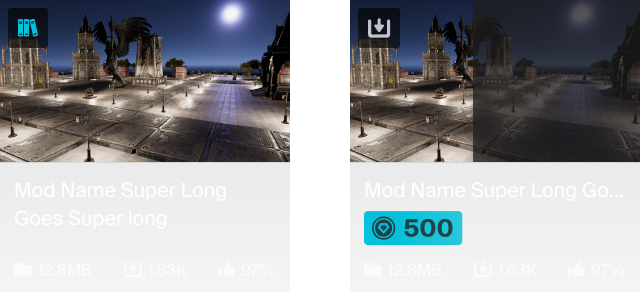 Mod Name Super Long
Goes Super long
12,8MB 1.63K 97%
Mod Name Super Long Go...
500
12,8MB 1.63K 97%